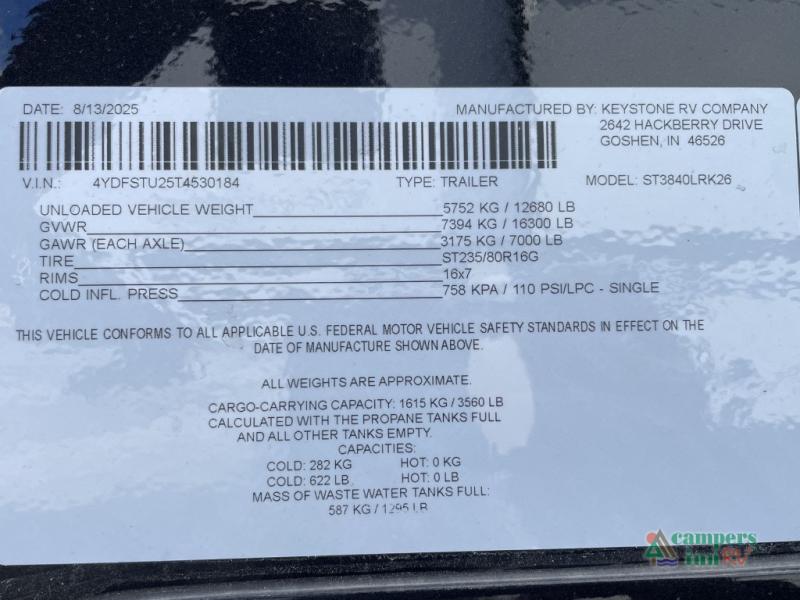 DATE: 8/13/2025 MANUFACTURED BY: KEYSTONE RV COMPANY
2642 HACKBERRY DRIVE
GOSHEN, IN 46526
V.I.N.: 4YDFSTU25T4530184 TYPE: TRAILER MODEL: ST3840LRK26
UNLOADED VEHICLE WEIGHT 5752 KG / 12680 LB
GVWR 7394 KG / 16300 LB
GAWR (EACH AXLE) 3175 KG / 7000 LB
TIRE ST235/80R16G
RIMS 16x7
COLD INFL. PRESS 758 KPA / 110 PSI/LPC - SINGLE
THIS VEHICLE CONFORMS TO ALL APPLICABLE U.S. FEDERAL MOTOR VEHICLE SAFETY STANDARDS IN EFFECT ON THE
DATE OF MANUFACTURE SHOWN ABOVE.
ALL WEIGHTS ARE APPROXIMATE.
CARGO-CARRYING CAPACITY: 1615 KG / 3560 LB
CALCULATED WITH THE PROPANE TANKS FULL
AND ALL OTHER TANKS EMPTY.
CAPACITIES:
COLD: 282 KG HOT: 0 KG
COLD: 622 LB HOT: 0 LB
MASS OF WASTE WATER TANKS FULL:
587 KG / 1295 LB
campers
inn RV